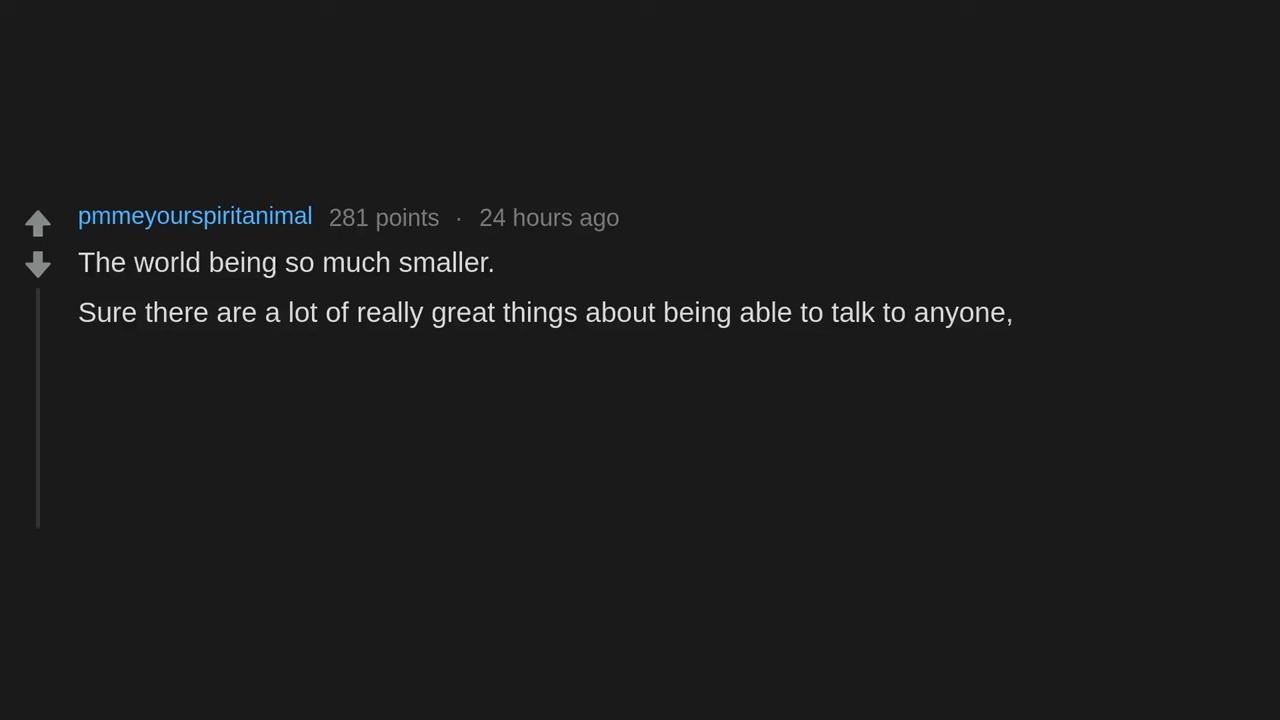 pmmeyourspiritanimal 281 points · 24 hours ago
The world being so much smaller.
Sure there are a lot of really great things about being able to talk to anyone,